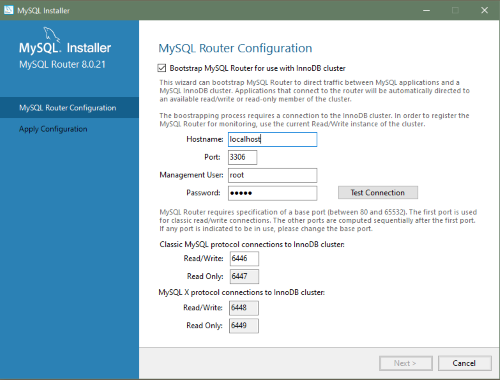 MySQL Installer
MySQL. Installer
MySQL Router 8.0.21
MySQL Router Configuration
Apply Configuration
MySQL Router Configuration
Bootstrap MySQL Router for use with InnoDB cluster
This wizard can bootstrap MySQL Router to direct traffic between MySQL applications and a
MySQL InnoDB cluster. Applications that connect to the router will be automatically directed to
an available read/write or read-only member of the cluster.
The boostrapping process requires a connection to the InnoDB cluster. In order to register the
MySQL Router for monitoring, use the current Read/Write instance of the cluster.
Hostname: localhost
Port: 3306
Management User: root
Password: ●●●●●
Test Connection
MySQL Router requires specification of a base port (between 80 and 65532). The first port is used
for classic read/write connections. The other ports are computed sequentially after the first port.
If any port is indicated to be in use, please change the base port.
Classic MySQL protocol connections to InnoDB cluster:
Read/Write: 6446
Read Only: 6447
MySQL X protocol connections to InnoDB cluster:
Read/Write: 6448
Read Only: 6449
Next >
Cancel